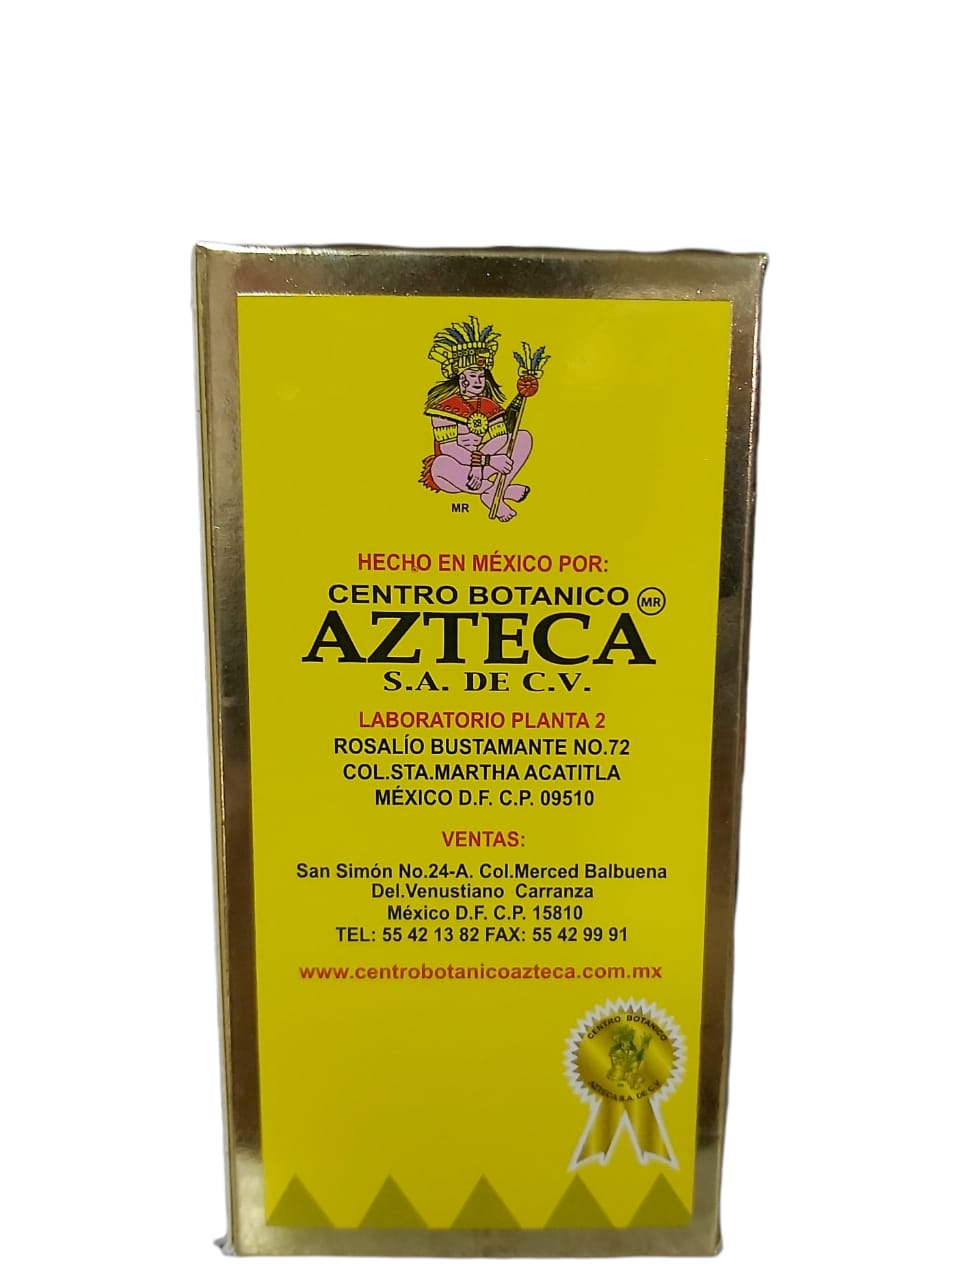 MR
HECHO EN MÉXICO POR:
CENTRO BOTANICO MR
AZTECA
S.A. DE C.V.
LABORATORIO PLANTA 2
ROSALÍO BUSTAMANTE NO.72
COL.STA.MARTHA ACATITLA
MÉXICO D.F. C.P. 09510
VENTAS:
San Simón No.24-A. Col.Merced Balbuena
Del.Venustiano Carranza
México D.F. C.P. 15810
TEL: 55 42 13 82 FAX: 55 42 99 91
www.centrobotanicoazteca.com.mx
CENTRO BOTANICO
AZTECA S.A. DE C.V.